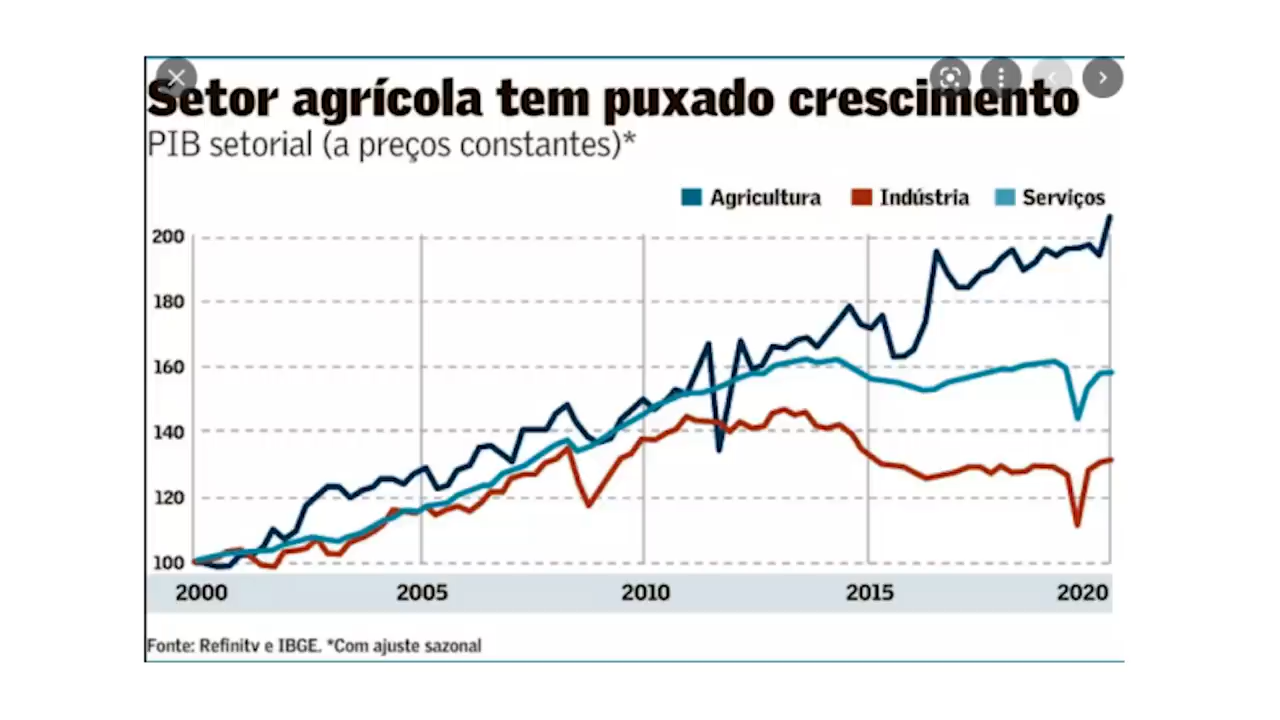 Setor agrícola tem puxado crescimento
PIB setorial (a preços constantes)*
Agricultura Indústria Serviços
200
180
160
140
120
100
2000 2005 2010 2015 2020
Fonte: Refinitv e IBGE. *Com ajuste sazonal